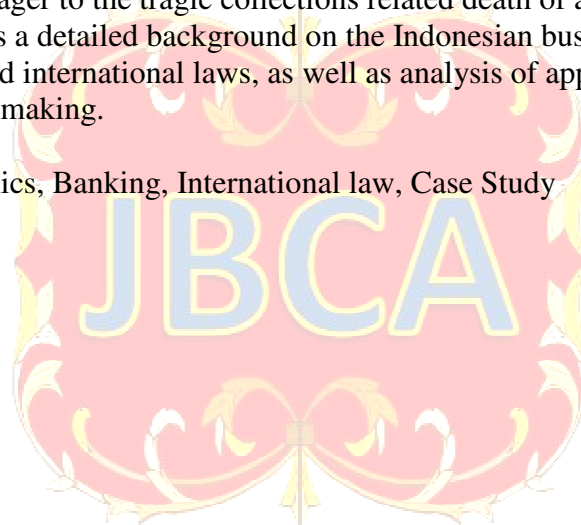 ager to the tragic collections related death of a
s a detailed background on the Indonesian bus
d international laws, as well as analysis of app
making.
ics, Banking, International law, Case Study
JBCA